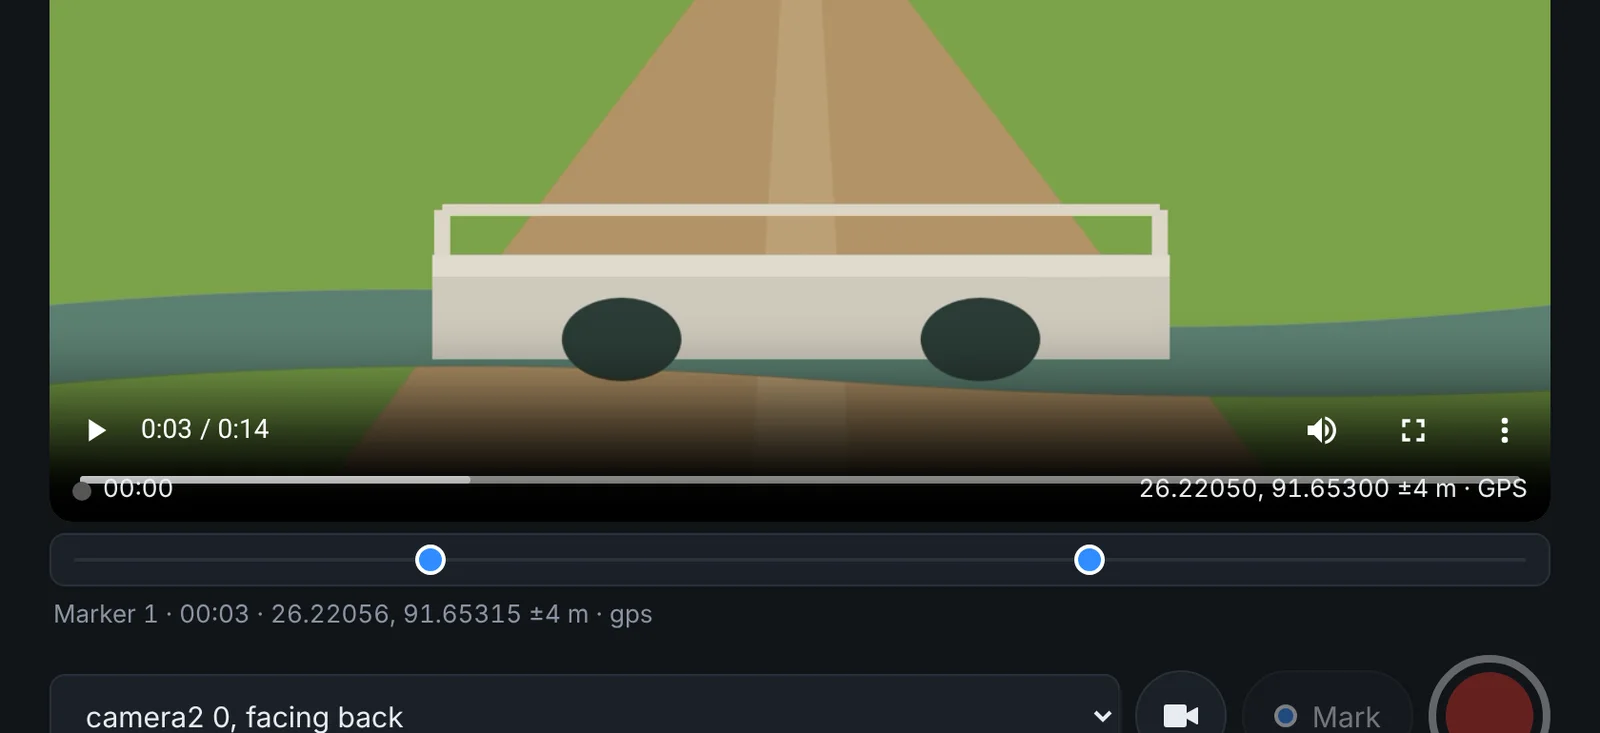 0:03 / 0:14
00:00
26.22050, 91.65300 ±4 m · GPS
Marker 1 · 00:03 · 26.22056, 91.65315 ±4 m · gps
camera2 0, facing back
Mark